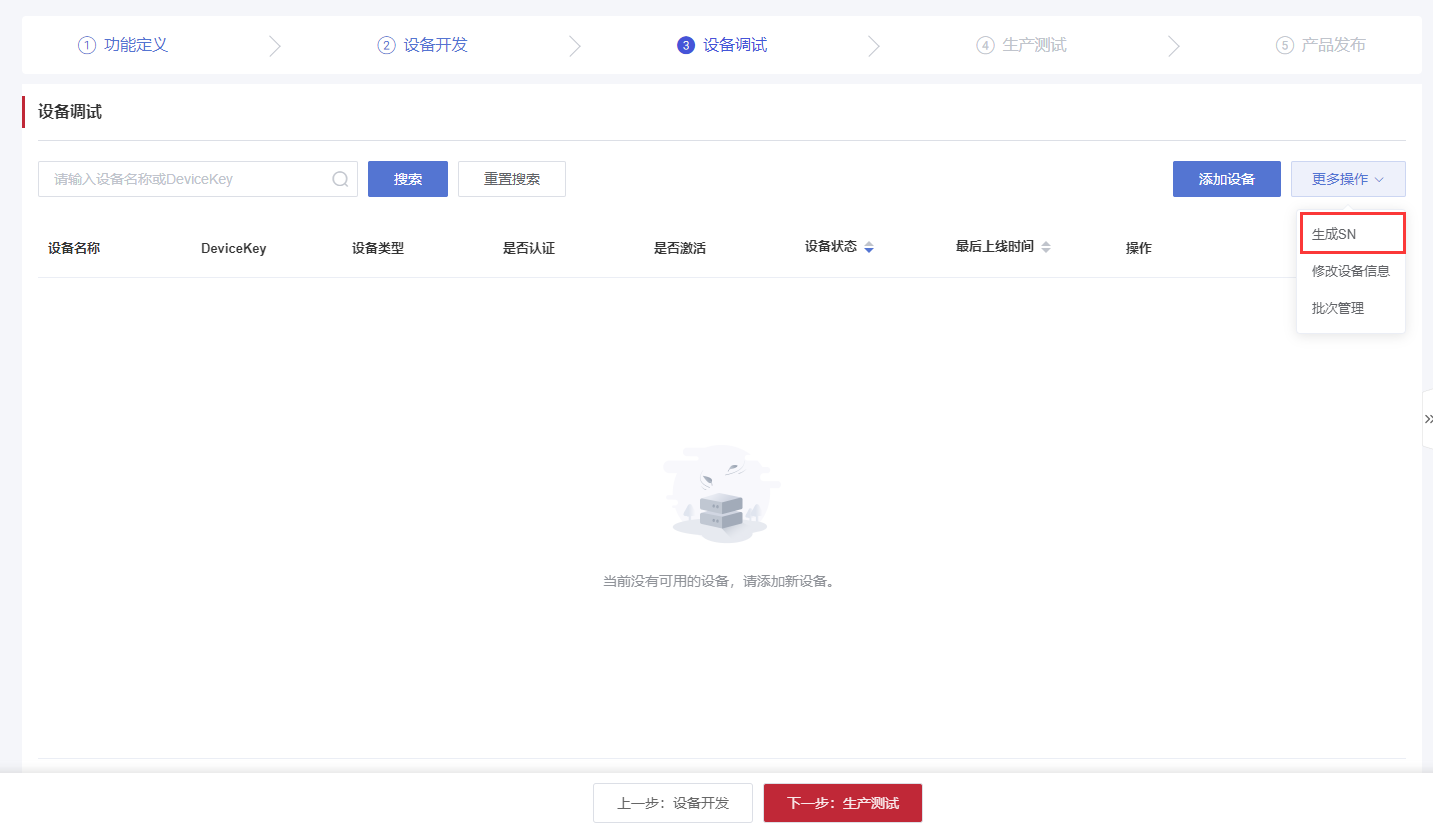 ① 功能定义
② 设备开发
③ 设备调试
④ 生产测试
⑤ 产品发布
设备调试
请输入设备名称或DeviceKey
搜索
重置搜索
添加设备
更多操作
生成SN
修改设备信息
批次管理
设备名称
DeviceKey
设备类型
是否认证
是否激活
设备状态
最后上线时间
操作
当前没有可用的设备，请添加新设备。
上一步：设备开发
下一步：生产测试